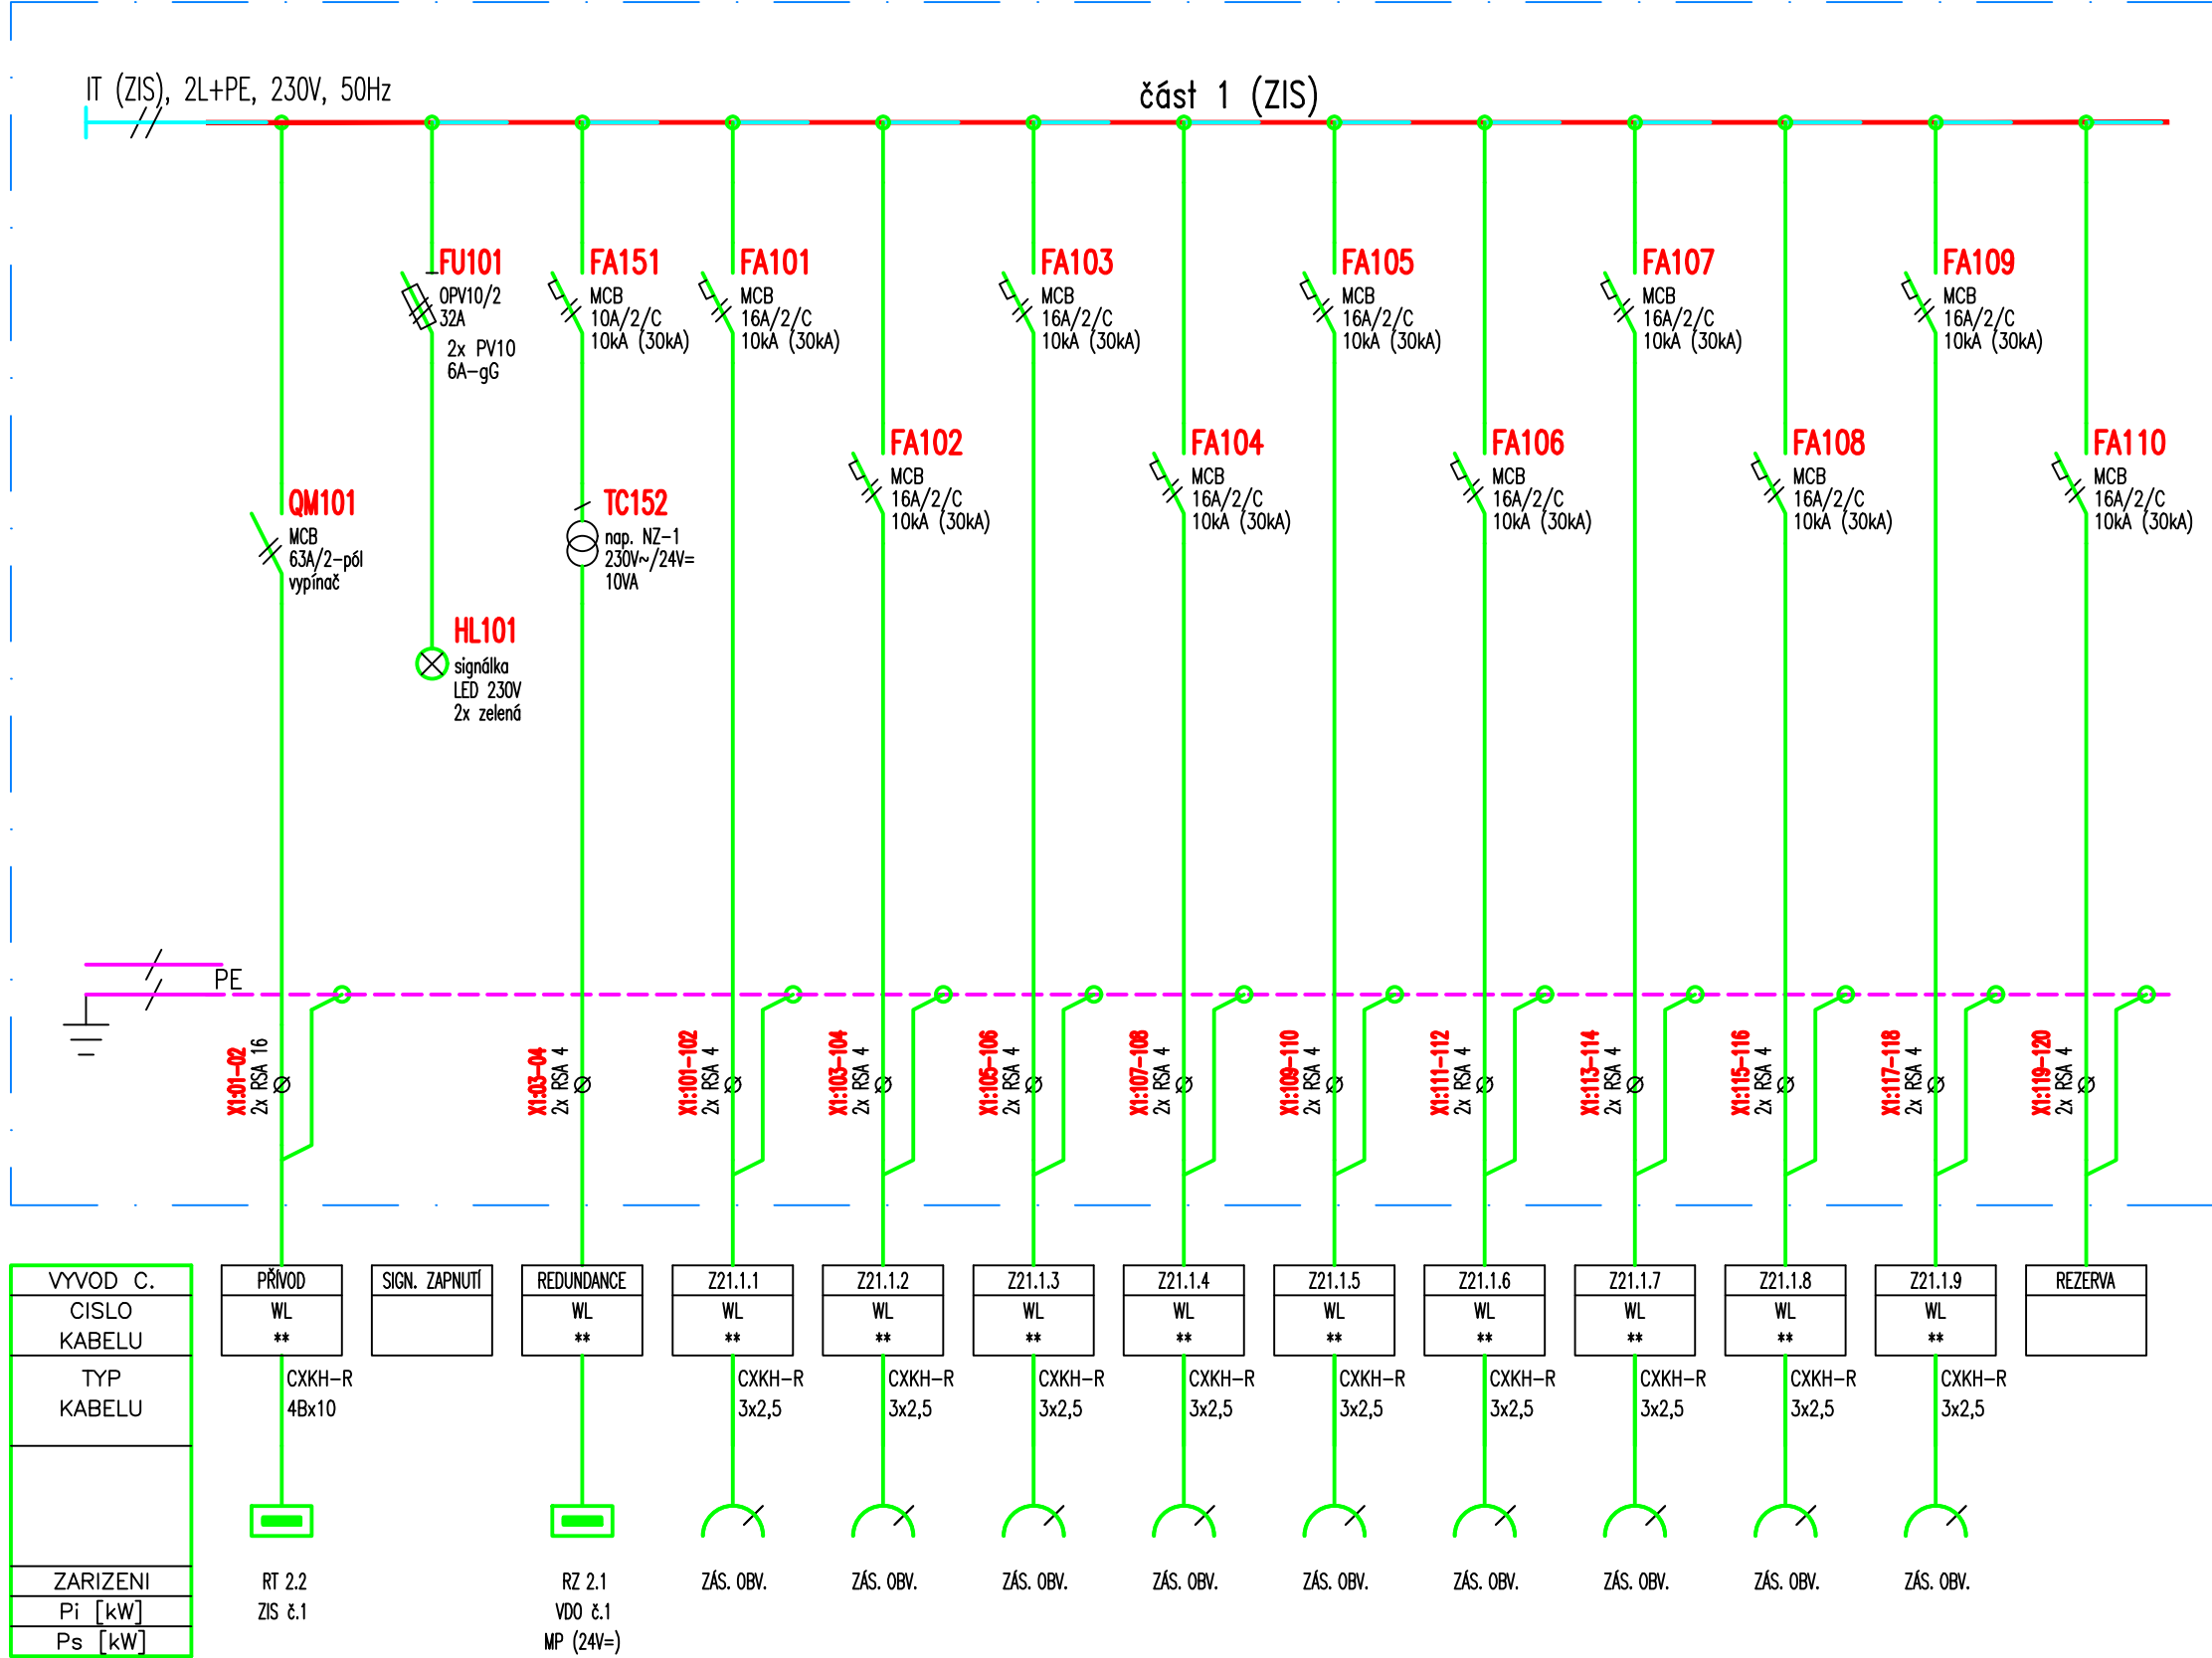 IT (ZIS), 2L+PE, 230V, 50Hz
část 1 (ZIS)
FU101
OPV10/2
32A
2x PV10
6A-gG
FA151
MCB
10A/2/C
10kA (30kA)
FA101
MCB
16A/2/C
10kA (30kA)
FA103
MCB
16A/2/C
10kA (30kA)
FA105
MCB
16A/2/C
10kA (30kA)
FA107
MCB
16A/2/C
10kA (30kA)
FA109
MCB
16A/2/C
10kA (30kA)
FA102
MCB
16A/2/C
10kA (30kA)
FA104
MCB
16A/2/C
10kA (30kA)
FA106
MCB
16A/2/C
10kA (30kA)
FA108
MCB
16A/2/C
10kA (30kA)
FA110
MCB
16A/2/C
10kA (30kA)
QM101
MCB
63A/2-pól
vypínač
TC152
nap. NZ-1
230V~/24V=
10VA
HL101
signálka
LED 230V
2x zelená
PE
X1:01-02
2x RSA 16
X1:03-04
2x RSA 4
X1:101-102
2x RSA 4
X1:103-104
2x RSA 4
X1:105-106
2x RSA 4
X1:107-108
2x RSA 4
X1:109-110
2x RSA 4
X1:111-112
2x RSA 4
X1:113-114
2x RSA 4
X1:115-116
2x RSA 4
X1:117-118
2x RSA 4
X1:119-120
2x RSA 4
VYVOD C. PŘÍVOD SIGN. ZAPNUTÍ REDUNDANCE Z21.1.1 Z21.1.2 Z21.1.3 Z21.1.4 Z21.1.5 Z21.1.6 Z21.1.7 Z21.1.8 Z21.1.9 REZERVA
CISLO WL WL WL WL WL WL WL WL WL WL WL
KABELU ** ** ** ** ** ** ** ** ** ** **
TYP CXKH-R CXKH-R CXKH-R CXKH-R CXKH-R CXKH-R CXKH-R CXKH-R CXKH-R CXKH-R
KABELU 4Bx10 3x2,5 3x2,5 3x2,5 3x2,5 3x2,5 3x2,5 3x2,5 3x2,5 3x2,5
ZARIZENI RT 2.2 RZ 2.1 ZÁS. OBV. ZÁS. OBV. ZÁS. OBV. ZÁS. OBV. ZÁS. OBV. ZÁS. OBV. ZÁS. OBV. ZÁS. OBV. ZÁS. OBV.
Pi [kW] ZIS č.1 VDO č.1
Ps [kW] MP (24V=)